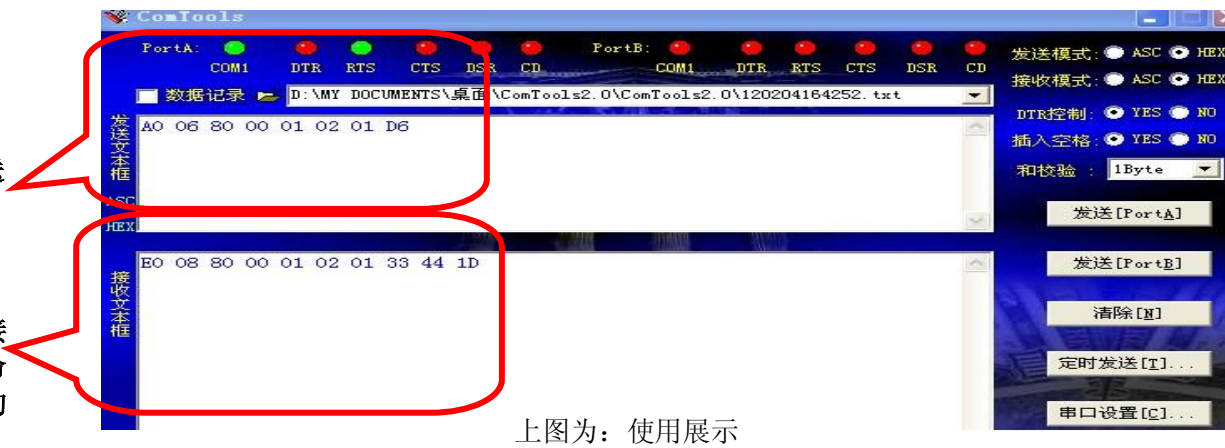 ComTools
PortA: PortB: 发送模式: ASC HEX
COM1 DTR RTS CTS DSR CD COM1 DTR RTS CTS DSR CD
接收模式: ASC HEX
数据记录 D:\MY DOCUMENTS\桌面\ComTools2.0\ComTools2.0\120204164252.txt
DTR控制: YES NO
发送文本框
A0 06 80 00 01 02 01 D6
插入空格: YES NO
和校验 : 1Byte
ASC
HEX
发送[PortA]
接收文本框
E0 08 80 00 01 02 01 33 44 1D
发送[PortB]
清除[N]
定时发送[T]...
串口设置[C]...
上图为：使用展示